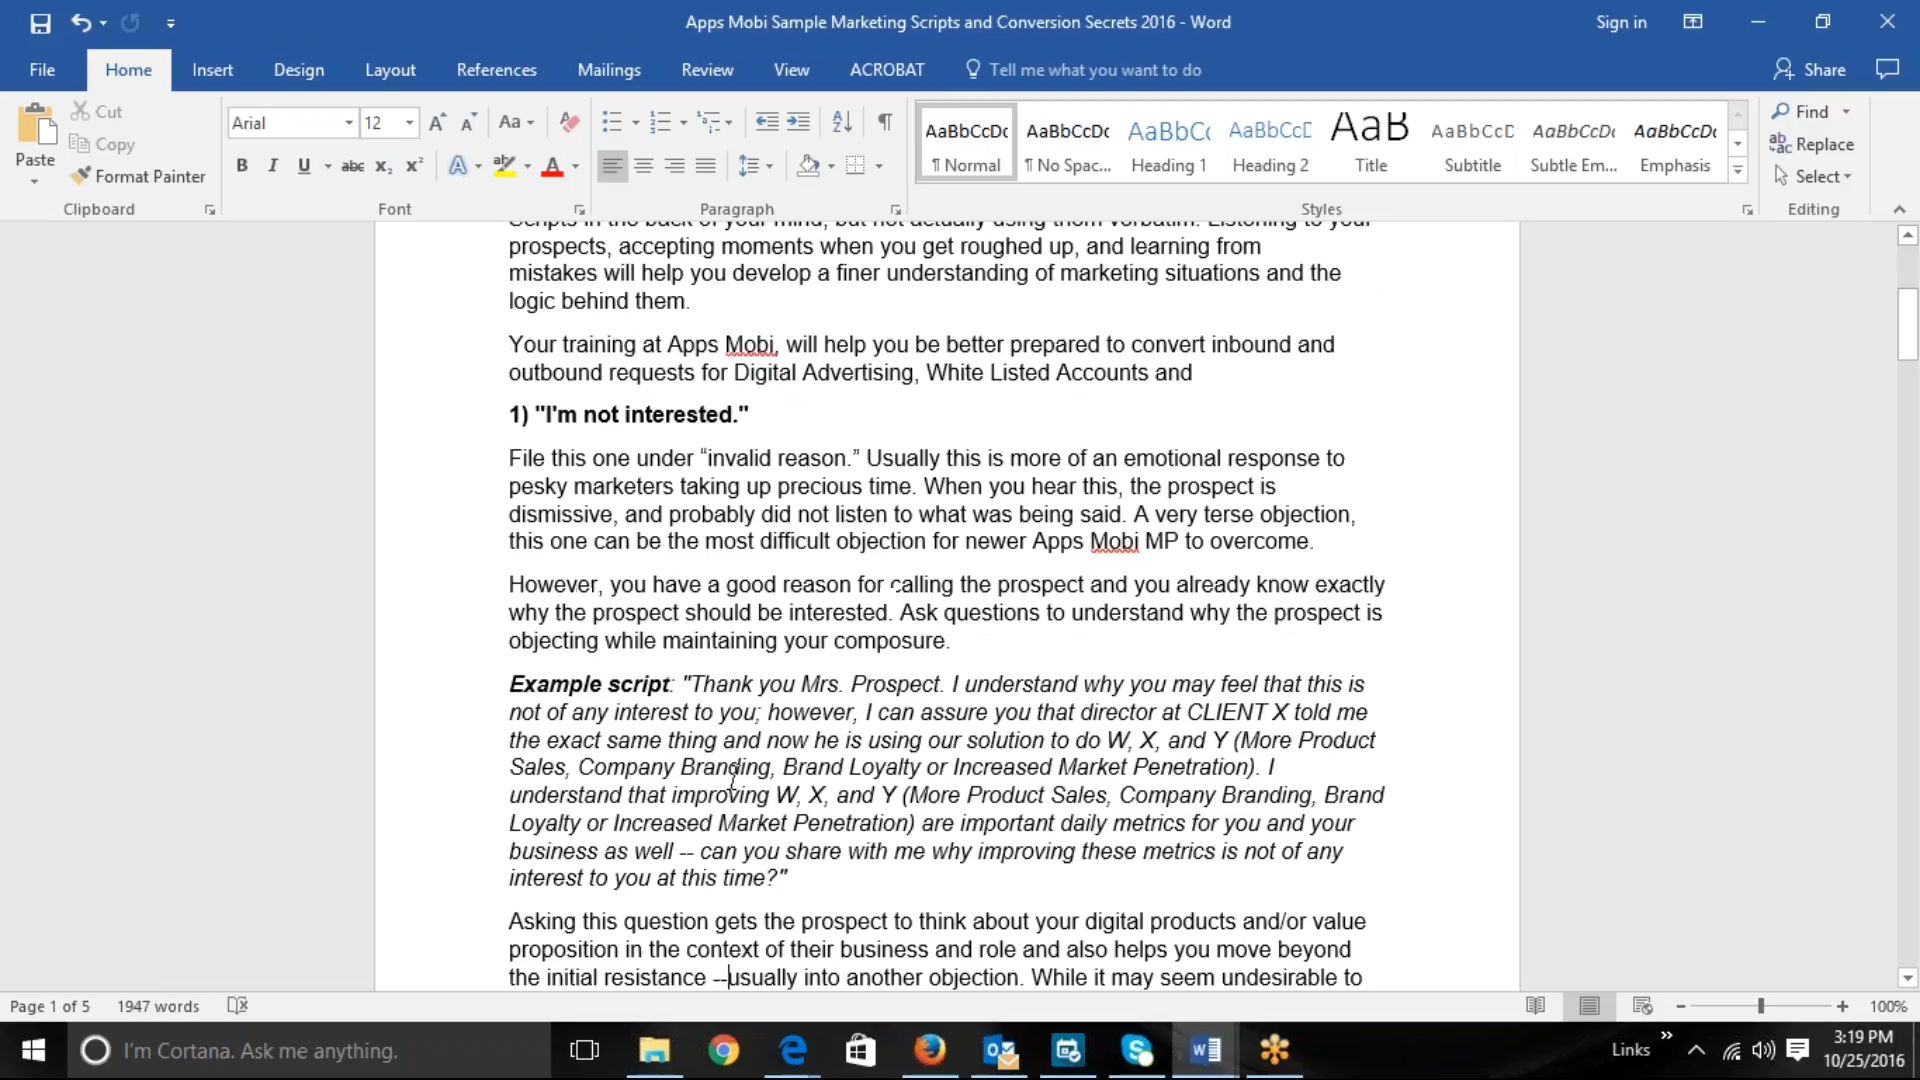 Apps Mobi Sample Marketing Scripts and Conversion Secrets 2016 - Word
Sign in
File Home Insert Design Layout References Mailings Review View ACROBAT Tell me what you want to do Share
Paste
Cut
Copy
Format Painter
Clipboard
Arial 12
Font
Paragraph
AaBbCcDc AaBbCcDc AaBbCc AaBbCcD AaB AaBbCcD AaBbCcDc AaBbCcDc
¶ Normal ¶ No Spac... Heading 1 Heading 2 Title Subtitle Subtle Em... Emphasis
Styles
Find
Replace
Select
Editing
Scripts in the back of your mind, but not actually using them verbatim. Listening to your
prospects, accepting moments when you get roughed up, and learning from
mistakes will help you develop a finer understanding of marketing situations and the
logic behind them.
Your training at Apps Mobi, will help you be better prepared to convert inbound and
outbound requests for Digital Advertising, White Listed Accounts and
1) "I'm not interested."
File this one under “invalid reason.” Usually this is more of an emotional response to
pesky marketers taking up precious time. When you hear this, the prospect is
dismissive, and probably did not listen to what was being said. A very terse objection,
this one can be the most difficult objection for newer Apps Mobi MP to overcome.
However, you have a good reason for calling the prospect and you already know exactly
why the prospect should be interested. Ask questions to understand why the prospect is
objecting while maintaining your composure.
Example script: "Thank you Mrs. Prospect. I understand why you may feel that this is
not of any interest to you; however, I can assure you that director at CLIENT X told me
the exact same thing and now he is using our solution to do W, X, and Y (More Product
Sales, Company Branding, Brand Loyalty or Increased Market Penetration). I
understand that improving W, X, and Y (More Product Sales, Company Branding, Brand
Loyalty or Increased Market Penetration) are important daily metrics for you and your
business as well -- can you share with me why improving these metrics is not of any
interest to you at this time?"
Asking this question gets the prospect to think about your digital products and/or value
proposition in the context of their business and role and also helps you move beyond
the initial resistance --usually into another objection. While it may seem undesirable to
Page 1 of 5 1947 words
100%
I'm Cortana. Ask me anything.
Links
3:19 PM
10/25/2016